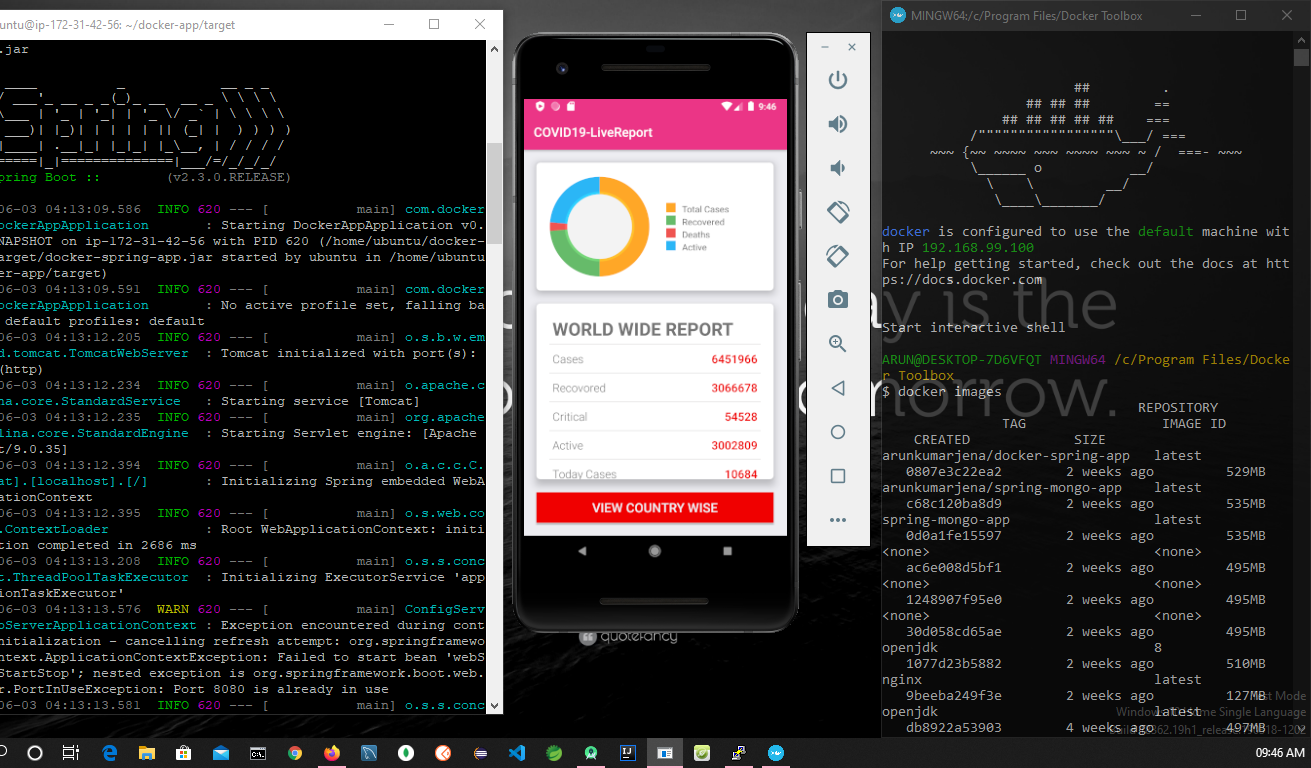 untu@ip-172-31-42-56: ~/docker-app/target
.jar
pring Boot :: (v2.3.0.RELEASE)
06-03 04:13:09.586 INFO 620 --- [ main] com.docker
ockerAppApplication : Starting DockerAppApplication v0.
NAPSHOT on ip-172-31-42-56 with PID 620 (/home/ubuntu/docker-
arget/docker-spring-app.jar started by ubuntu in /home/ubuntu
er-app/target)
06-03 04:13:09.591 INFO 620 --- [ main] com.docker
ockerAppApplication : No active profile set, falling ba
default profiles: default
06-03 04:13:12.205 INFO 620 --- [ main] o.s.b.w.em
d.tomcat.TomcatWebServer : Tomcat initialized with port(s):
(http)
06-03 04:13:12.234 INFO 620 --- [ main] o.apache.c
na.core.StandardService : Starting service [Tomcat]
06-03 04:13:12.235 INFO 620 --- [ main] org.apache
lina.core.StandardEngine : Starting Servlet engine: [Apache
t/9.0.35]
06-03 04:13:12.394 INFO 620 --- [ main] o.a.c.c.C.
at].[localhost].[/] : Initializing Spring embedded WebA
ationContext
06-03 04:13:12.395 INFO 620 --- [ main] o.s.web.co
.ContextLoader : Root WebApplicationContext: initi
tion completed in 2686 ms
06-03 04:13:13.208 INFO 620 --- [ main] o.s.s.conc
t.ThreadPoolTaskExecutor : Initializing ExecutorService 'app
ionTaskExecutor'
06-03 04:13:13.576 WARN 620 --- [ main] ConfigServ
oServerApplicationContext : Exception encountered during cont
nitialization - cancelling refresh attempt: org.springframewo
ntext.ApplicationContextException: Failed to start bean 'webS
StartStop'; nested exception is org.springframework.boot.web.
r.PortInUseException: Port 8080 is already in use
06-03 04:13:13.581 INFO 620 --- [ main] o.s.s.conc
9:46
COVID19-LiveReport
Total Cases
Recovered
Deaths
Active
WORLD WIDE REPORT
Cases 6451966
Recovored 3066678
Critical 54528
Active 3002809
Today Cases 10684
VIEW COUNTRY WISE
quotefancy
y is the
morrow.
MINGW64:/c/Program Files/Docker Toolbox
docker is configured to use the default machine wit
h IP 192.168.99.100
For help getting started, check out the docs at htt
ps://docs.docker.com
Start interactive shell
ARUN@DESKTOP-7D6VFQT MINGW64 /c/Program Files/Docke
r Toolbox
$ docker images
REPOSITORY
TAG IMAGE ID
CREATED SIZE
arunkumarjena/docker-spring-app latest
0807e3c22ea2 2 weeks ago 529MB
arunkumarjena/spring-mongo-app latest
c68c120ba8d9 2 weeks ago 535MB
spring-mongo-app latest
0d0a1fe15597 2 weeks ago 535MB
<none> <none>
ac6e008d5bf1 2 weeks ago 495MB
<none> <none>
1248907f95e0 2 weeks ago 495MB
<none> <none>
30d058cd65ae 2 weeks ago 495MB
openjdk 8
1077d23b5882 2 weeks ago 510MB
nginx latest
9beeba249f3e 2 weeks ago 127MB
openjdk latest
db8922a53903 4 weeks ago 497MB
Mode
Home Single Language
09:46 AM